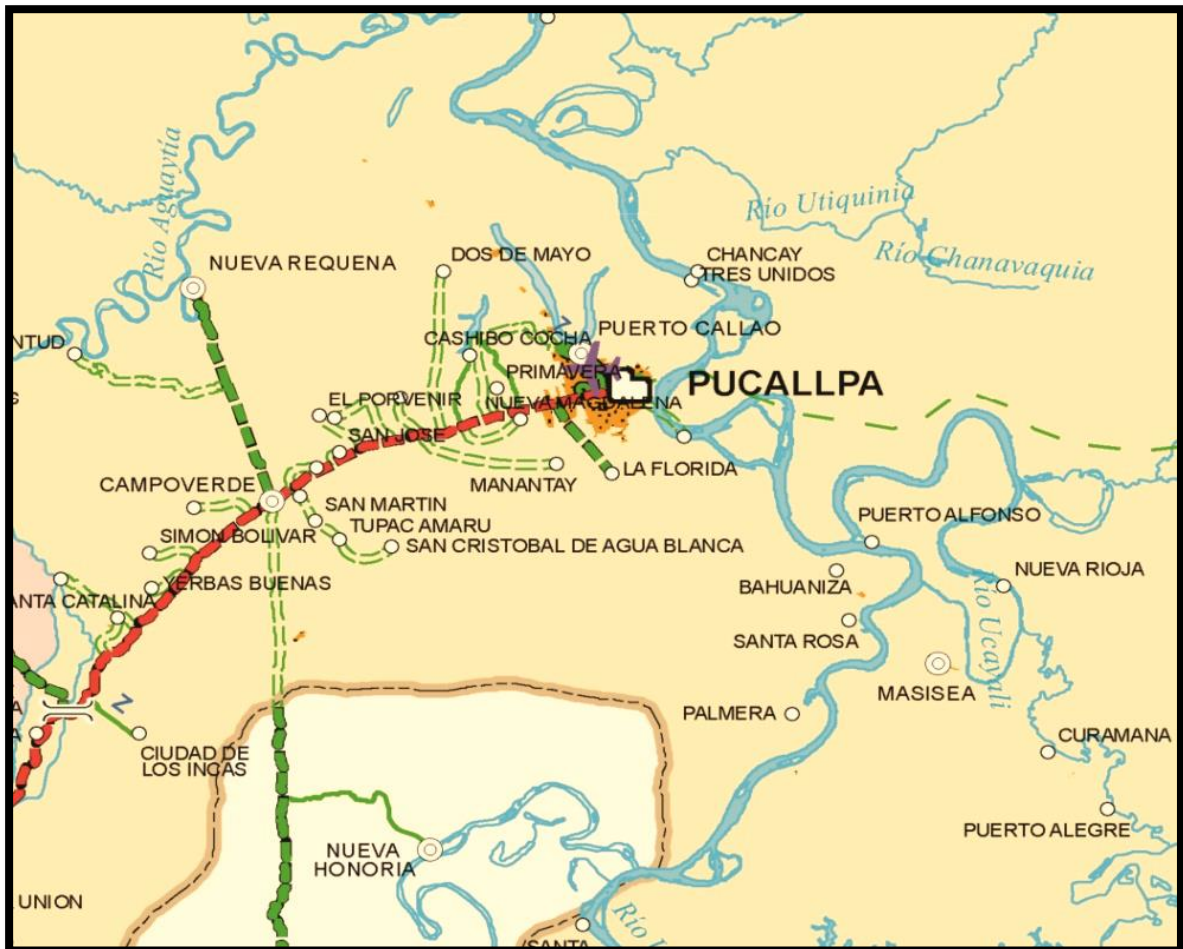 Río Aguaytía
Río Utiquinia
Río Chanavaquia
NUEVA REQUENA
DOS DE MAYO
CHANCAY
TRES UNIDOS
NTUD
CASHIBO COCHA
PUERTO CALLAO
PRIMAVERA
PUCALLPA
EL PORVENIR
NUEVA MAGDALENA
SAN JOSE
LA FLORIDA
CAMPOVERDE
MANANTAY
SAN MARTIN
PUERTO ALFONSO
TUPAC AMARU
SIMON BOLIVAR
SAN CRISTOBAL DE AGUA BLANCA
NUEVA RIOJA
BAHUANIZA
YERBAS BUENAS
ANTA CATALINA
Río Ucayali
SANTA ROSA
MASISEA
PALMERA
CURAMANA
CIUDAD DE
LOS INCAS
PUERTO ALEGRE
NUEVA
HONORIA
UNION
Río
SANTA